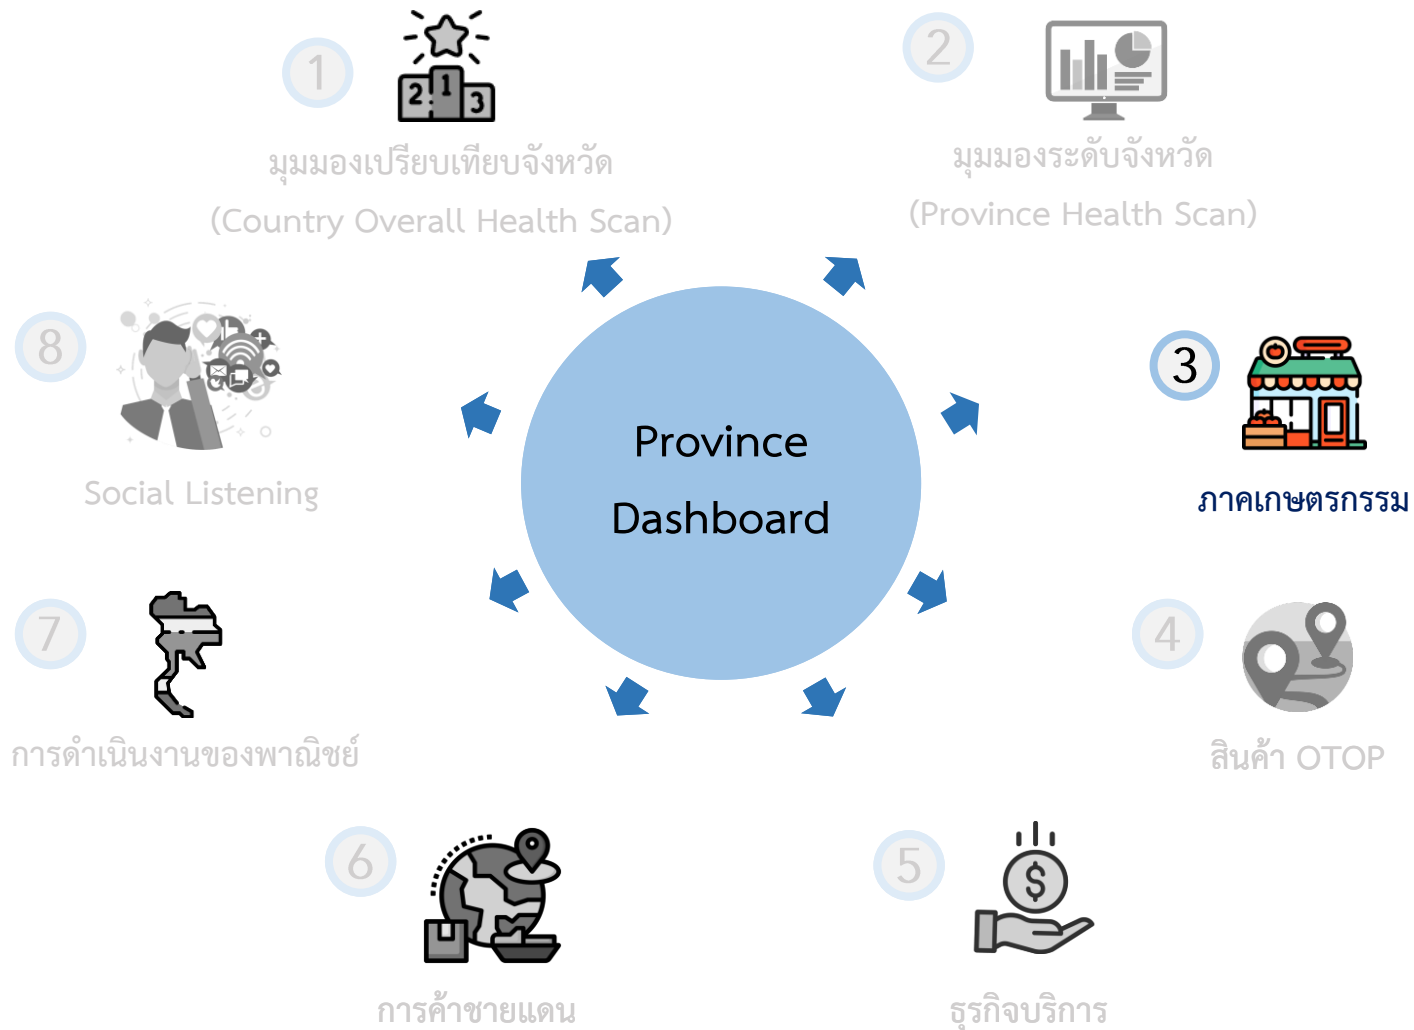 1
2 1 3
มุมมองเปรียบเทียบจังหวัด
(Country Overall Health Scan)
2
มุมมองระดับจังหวัด
(Province Health Scan)
3
ภาคเกษตรกรรม
4
สินค้า OTOP
5
$
ธุรกิจบริการ
6
การค้าชายแดน
7
การดำเนินงานของพาณิชย์
8
Social Listening
Province
Dashboard